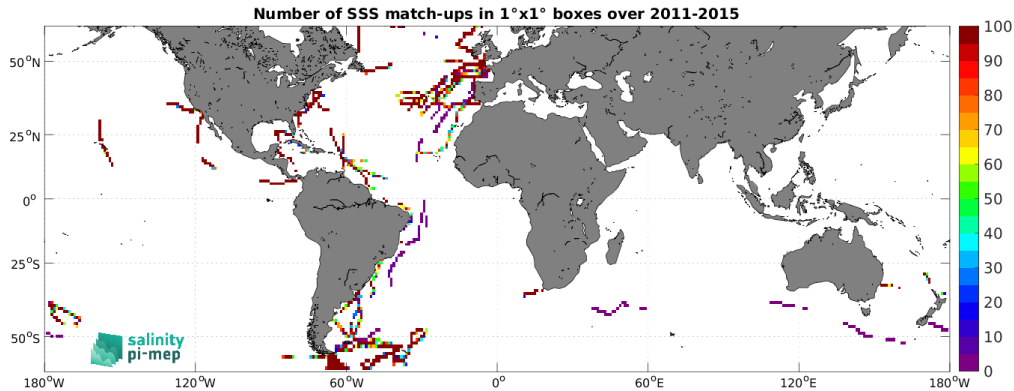 Number of SSS match-ups in 1°x1° boxes over 2011-2015
50°N
25°N
0°
25°S
50°S
180°W
120°W
60°W
0°
60°E
120°E
180°W
100
90
80
70
60
50
40
30
20
10
0
salinity
pi-mep